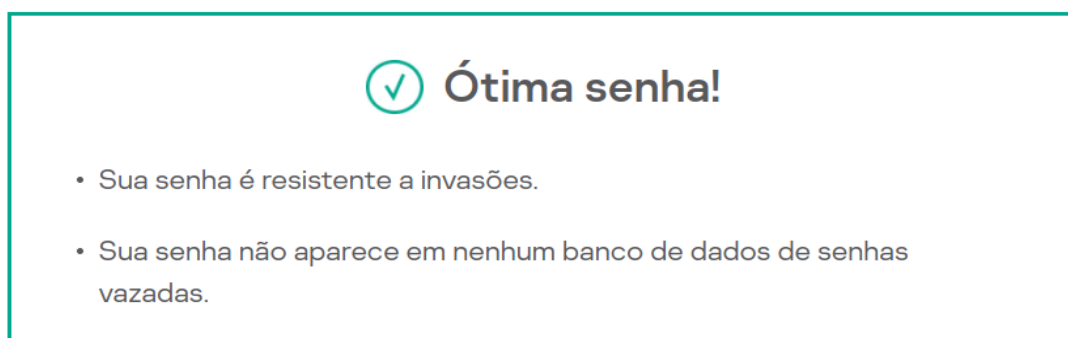 Ótima senha!
• Sua senha é resistente a invasões.
• Sua senha não aparece em nenhum banco de dados de senhas
vazadas.